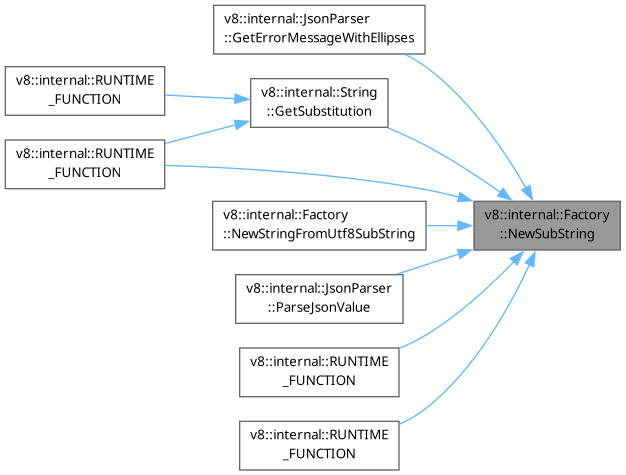 v8::internal::JsonParser
::GetErrorMessageWithEllipses
v8::internal::RUNTIME
_FUNCTION
v8::internal::String
::GetSubstitution
v8::internal::RUNTIME
_FUNCTION
v8::internal::Factory
::NewStringFromUtf8SubString
v8::internal::Factory
::NewSubString
v8::internal::JsonParser
::ParseJsonValue
v8::internal::RUNTIME
_FUNCTION
v8::internal::RUNTIME
_FUNCTION